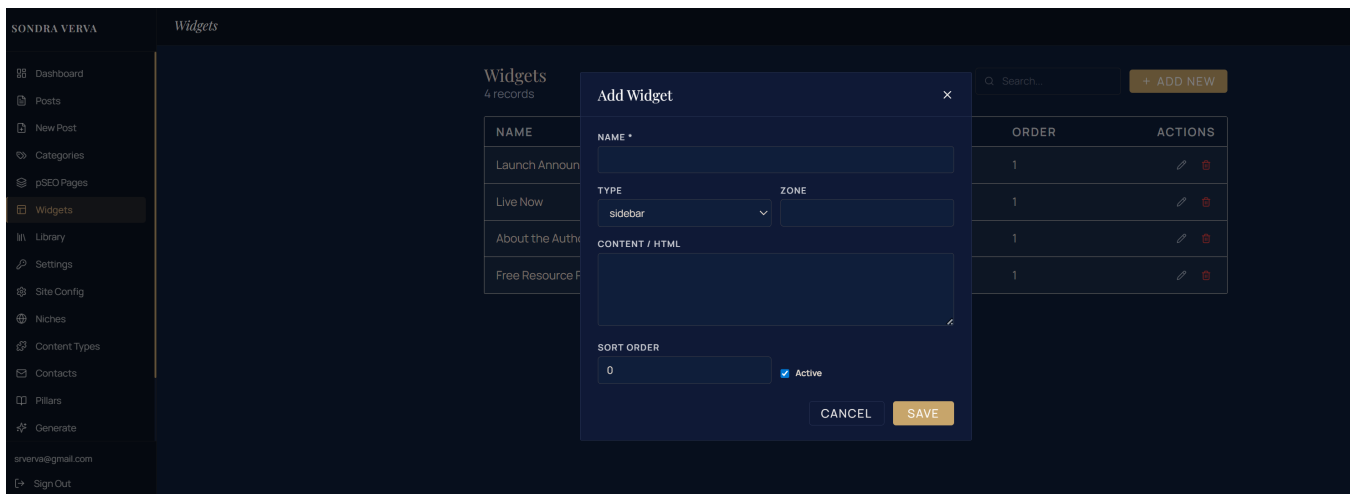 SONDRA VERVA
Widgets
Dashboard
Posts
New Post
Categories
pSEO Pages
Widgets
Library
Settings
Site Config
Niches
Content Types
Contacts
Pillars
Generate
srverva@gmail.com
Sign Out
Widgets
4 records
Search...
+ ADD NEW
NAME
ORDER
ACTIONS
Launch Announ
1
Live Now
1
About the Autho
1
Free Resource
1
Add Widget
NAME *
TYPE
ZONE
sidebar
CONTENT / HTML
SORT ORDER
0
Active
CANCEL
SAVE